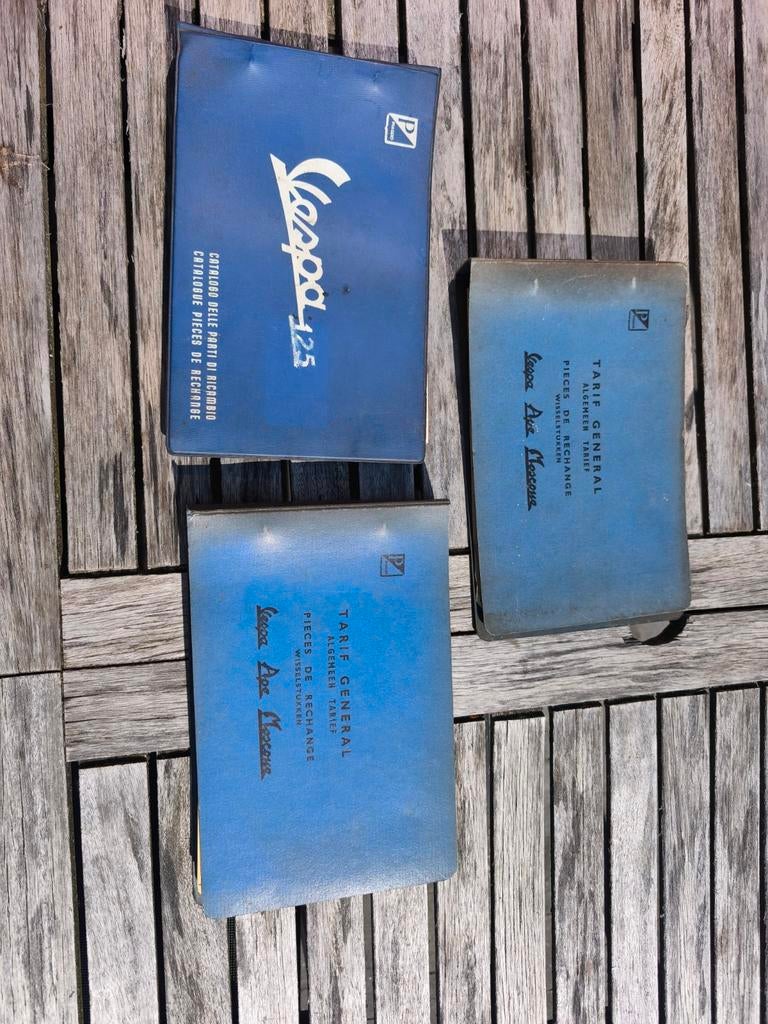 PIAGGIO
Vespa 125
CATALOGO DELLE PARTI DI RICAMBIO
CATALOGUE PIECES DE RECHANGE
TARIF GENERAL
ALGEMEEN TARIEF
PIECES DE RECHANGE
WISSELSTUKKEN
Vespa Ape Moscone
TARIF GENERAL
ALGEMEEN TARIEF
PIECES DE RECHANGE
WISSELSTUKKEN
Vespa Ape Moscone